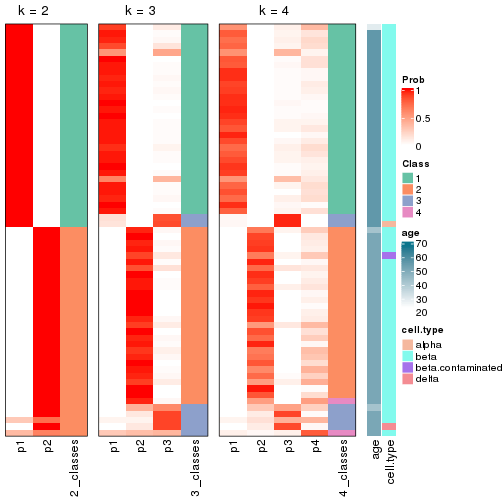 k = 2 k = 3 k = 4
Prob
1
0.5
0
Class
1
2
3
4
age
70
60
50
40
30
20
cell.type
alpha
beta
beta.contaminated
delta
p1 p2 2_classes p1 p2 p3 3_classes p1 p2 p3 p4 4_classes age cell.type